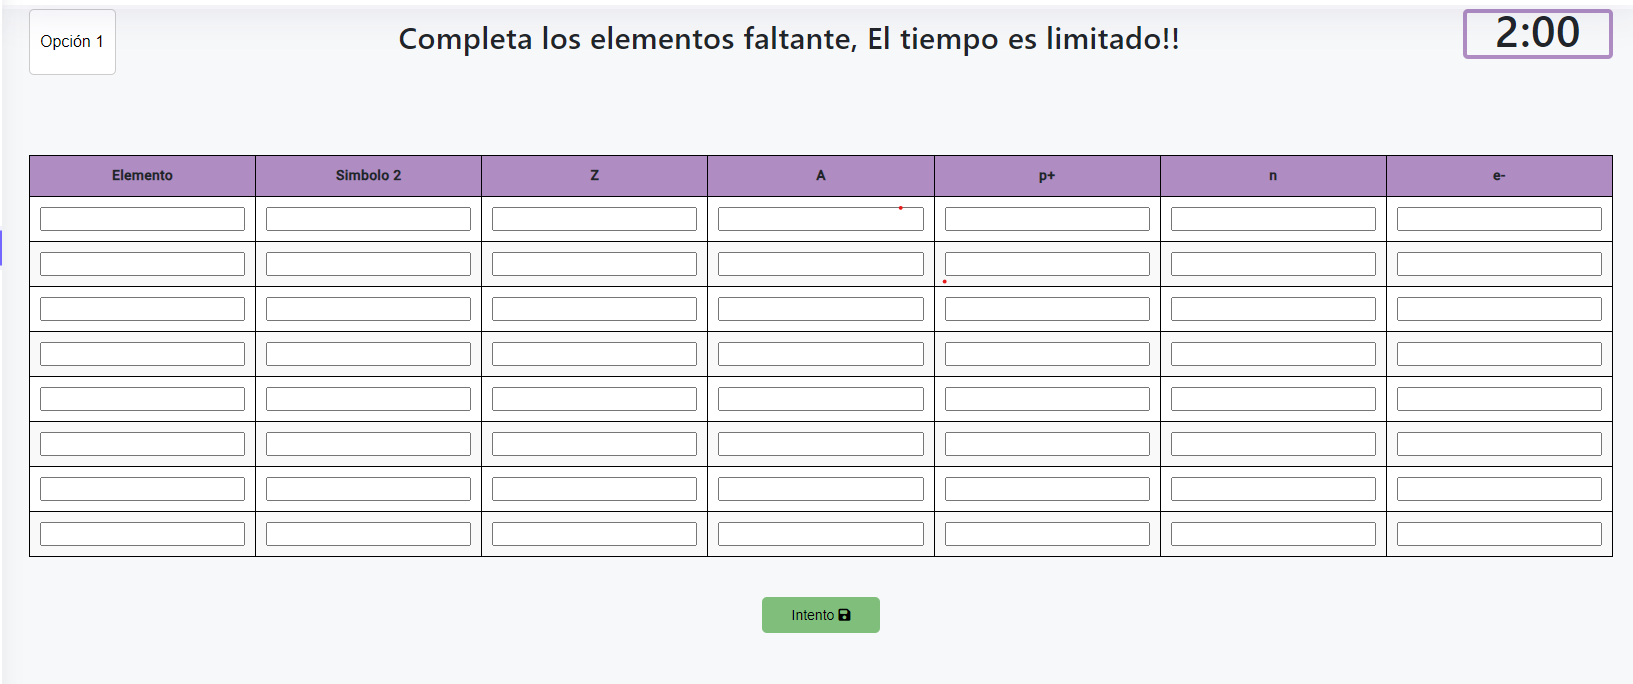 Opción 1
Completa los elementos faltante, El tiempo es limitado!!
2:00
Elemento Simbolo 2 Z A p+ n e-
Intento